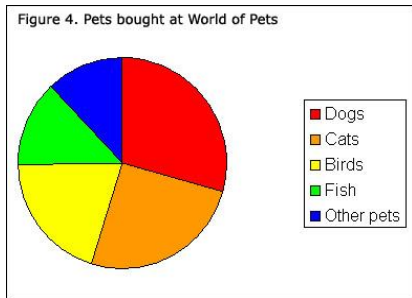 Figure 4. Pets bought at World of Pets
Dogs
Cats
Birds
Fish
Other pets